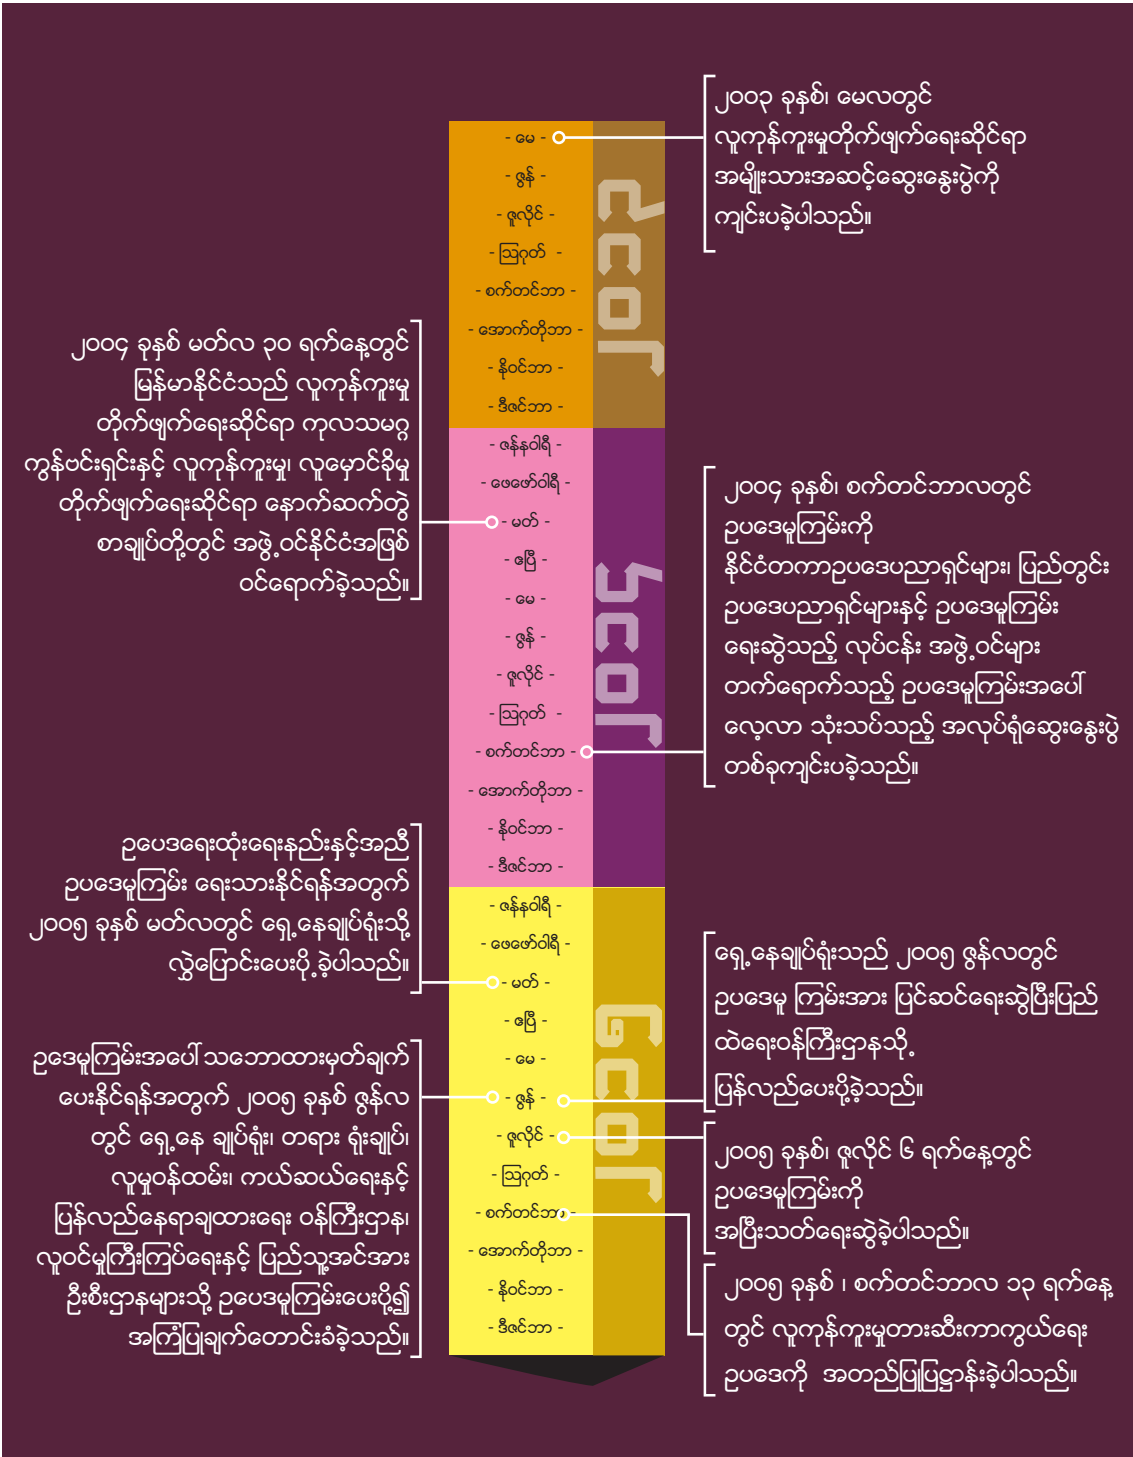 ၂၀၀၃ ခုနှစ်၊ မေလတွင်
လူကုန်ကူးမှုတိုက်ဖျက်ရေးဆိုင်ရာ
အမျိုးသားအဆင့်ဆွေးနွေးပွဲကို
ကျင်းပခဲ့ပါသည်။
၂၀၀၃
- မေ -
- ဇွန် -
- ဇူလိုင် -
- ဩဂုတ် -
- စက်တင်ဘာ -
- အောက်တိုဘာ -
- နိုဝင်ဘာ -
- ဒီဇင်ဘာ -
၂၀၀၄ ခုနှစ် မတ်လ ၃၀ ရက်နေ့တွင်
မြန်မာနိုင်ငံသည် လူကုန်ကူးမှု
တိုက်ဖျက်ရေးဆိုင်ရာ ကုလသမဂ္ဂ
ကွန်ဗင်းရှင်းနှင့် လူကုန်ကူးမှု၊ လူမှောင်ခိုမှု
တိုက်ဖျက်ရေးဆိုင်ရာ နောက်ဆက်တွဲ
စာချုပ်တို့တွင် အဖွဲ့ဝင်နိုင်ငံအဖြစ်
ဝင်ရောက်ခဲ့သည်။
၂၀၀၄
- ဇန်နဝါရီ -
- ဖေဖော်ဝါရီ -
- မတ် -
- ဧပြီ -
- မေ -
- ဇွန် -
- ဇူလိုင် -
- ဩဂုတ် -
- စက်တင်ဘာ -
- အောက်တိုဘာ -
- နိုဝင်ဘာ -
- ဒီဇင်ဘာ -
၂၀၀၄ ခုနှစ်၊ စက်တင်ဘာလတွင်
ဥပဒေမူကြမ်းကို
နိုင်ငံတကာဥပဒေပညာရှင်များ၊ ပြည်တွင်း
ဥပဒေပညာရှင်များနှင့် ဥပဒေမူကြမ်း
ရေးဆွဲသည့် လုပ်ငန်း အဖွဲ့ဝင်များ
တက်ရောက်သည့် ဥပဒေမူကြမ်းအပေါ်
လေ့လာ သုံးသပ်သည့် အလုပ်ရုံဆွေးနွေးပွဲ
တစ်ခုကျင်းပခဲ့သည်။
ဥပေဒရေးထုံးရေးနည်းနှင့်အညီ
ဥပဒေမူကြမ်း ရေးသားနိုင်ရန်အတွက်
၂၀၀၅ ခုနှစ် မတ်လတွင် ရှေ့နေချုပ်ရုံးသို့
လွှဲပြောင်းပေးပို့ခဲ့ပါသည်။
၂၀၀၅
- ဇန်နဝါရီ -
- ဖေဖော်ဝါရီ -
- မတ် -
- ဧပြီ -
- မေ -
- ဇွန် -
- ဇူလိုင် -
- ဩဂုတ် -
- စက်တင်ဘာ -
- အောက်တိုဘာ -
- နိုဝင်ဘာ -
- ဒီဇင်ဘာ -
ရှေ့နေချုပ်ရုံးသည် ၂၀၀၅ ဇွန်လတွင်
ဥပဒေမူ ကြမ်းအား ပြင်ဆင်ရေးဆွဲပြီးပြည်
ထဲရေးဝန်ကြီးဌာနသို့
ပြန်လည်ပေးပို့ခဲ့သည်။
ဥဒေမူကြမ်းအပေါ် သဘောထားမှတ်ချက်
ပေးနိုင်ရန်အတွက် ၂၀၀၅ ခုနှစ် ဇွန်လ
တွင် ရှေ့နေ ချုပ်ရုံး၊ တရား ရုံးချုပ်၊
လူမှုဝန်ထမ်း၊ ကယ်ဆယ်ရေးနှင့်
ပြန်လည်နေရာချထားရေး ဝန်ကြီးဌာန၊
လူဝင်မှုကြီးကြပ်ရေးနှင့် ပြည်သူ့အင်အား
ဦးစီးဌာနများသို့ ဥပေဒမူကြမ်းပေးပို့၍
အကြံပြုချက်တောင်းခံခဲ့သည်။
၂၀၀၅ ခုနှစ်၊ ဇူလိုင် ၆ ရက်နေ့တွင်
ဥပဒေမူကြမ်းကို
အပြီးသတ်ရေးဆွဲခဲ့ပါသည်။
၂၀၀၅ ခုနှစ် ၊ စက်တင်ဘာလ ၁၃ ရက်နေ့
တွင် လူကုန်ကူးမှုတားဆီးကာကွယ်ရေး
ဥပဒေကို အတည်ပြုပြဋ္ဌာန်းခဲ့ပါသည်။